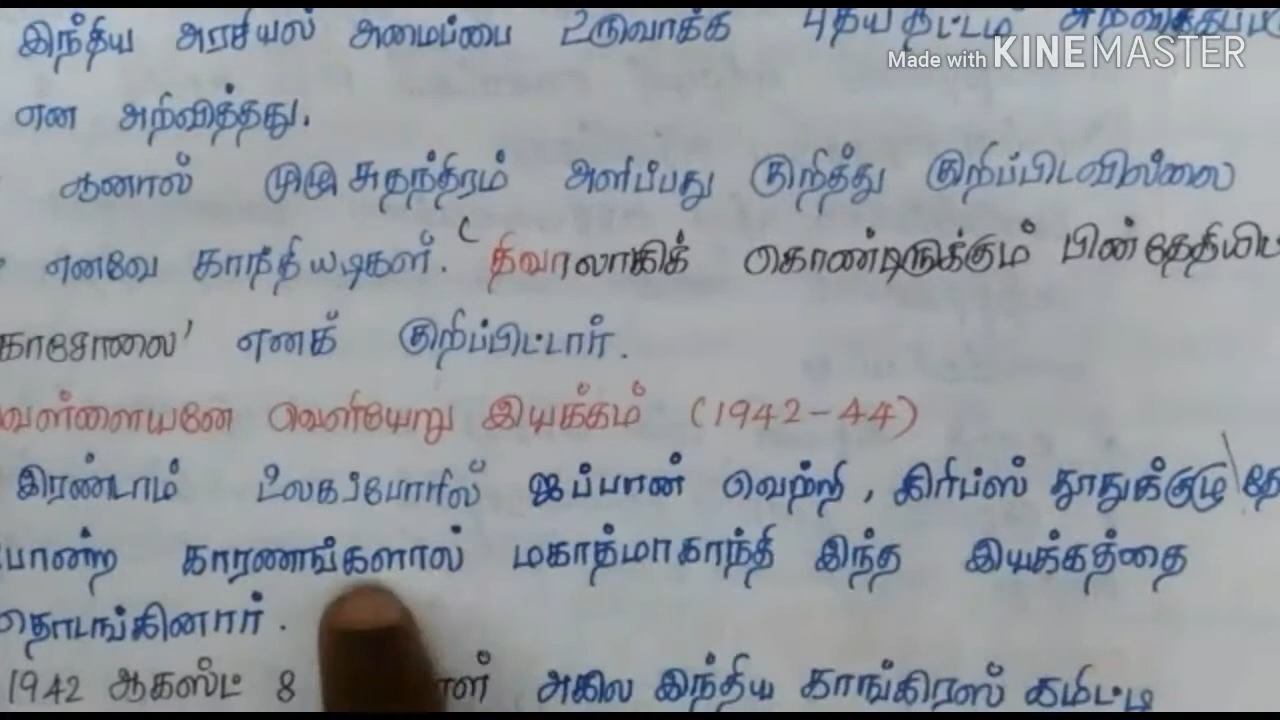 இந்திய அரசியல் அமைப்பை உருவாக்க புதிய சட்டம்
Made with KINEMASTER
என அறிவித்தது.
ஆனால் முழு சுதந்திரம் அளிப்பது குறித்து குறிப்பிடவில்லை
எனவே காந்தியடிகள். ‘திவாலாகிக் கொண்டிருக்கும் பின்தேதியிட
காசோலை’ எனக் குறிப்பிட்டார்.
வெள்ளையனே வெளியேறு இயக்கம் (1942-44)
இரண்டாம் உலகப்போரில் ஜப்பான் வெற்றி, கிரிப்ஸ் தூதுக்குழு தே
போன்ற காரணங்களால் மகாத்மாகாந்தி இந்த இயக்கத்தை
தொடங்கினார்.
1942 ஆகஸ்ட் 8 அகில இந்திய காங்கிரஸ் கமிட்டி